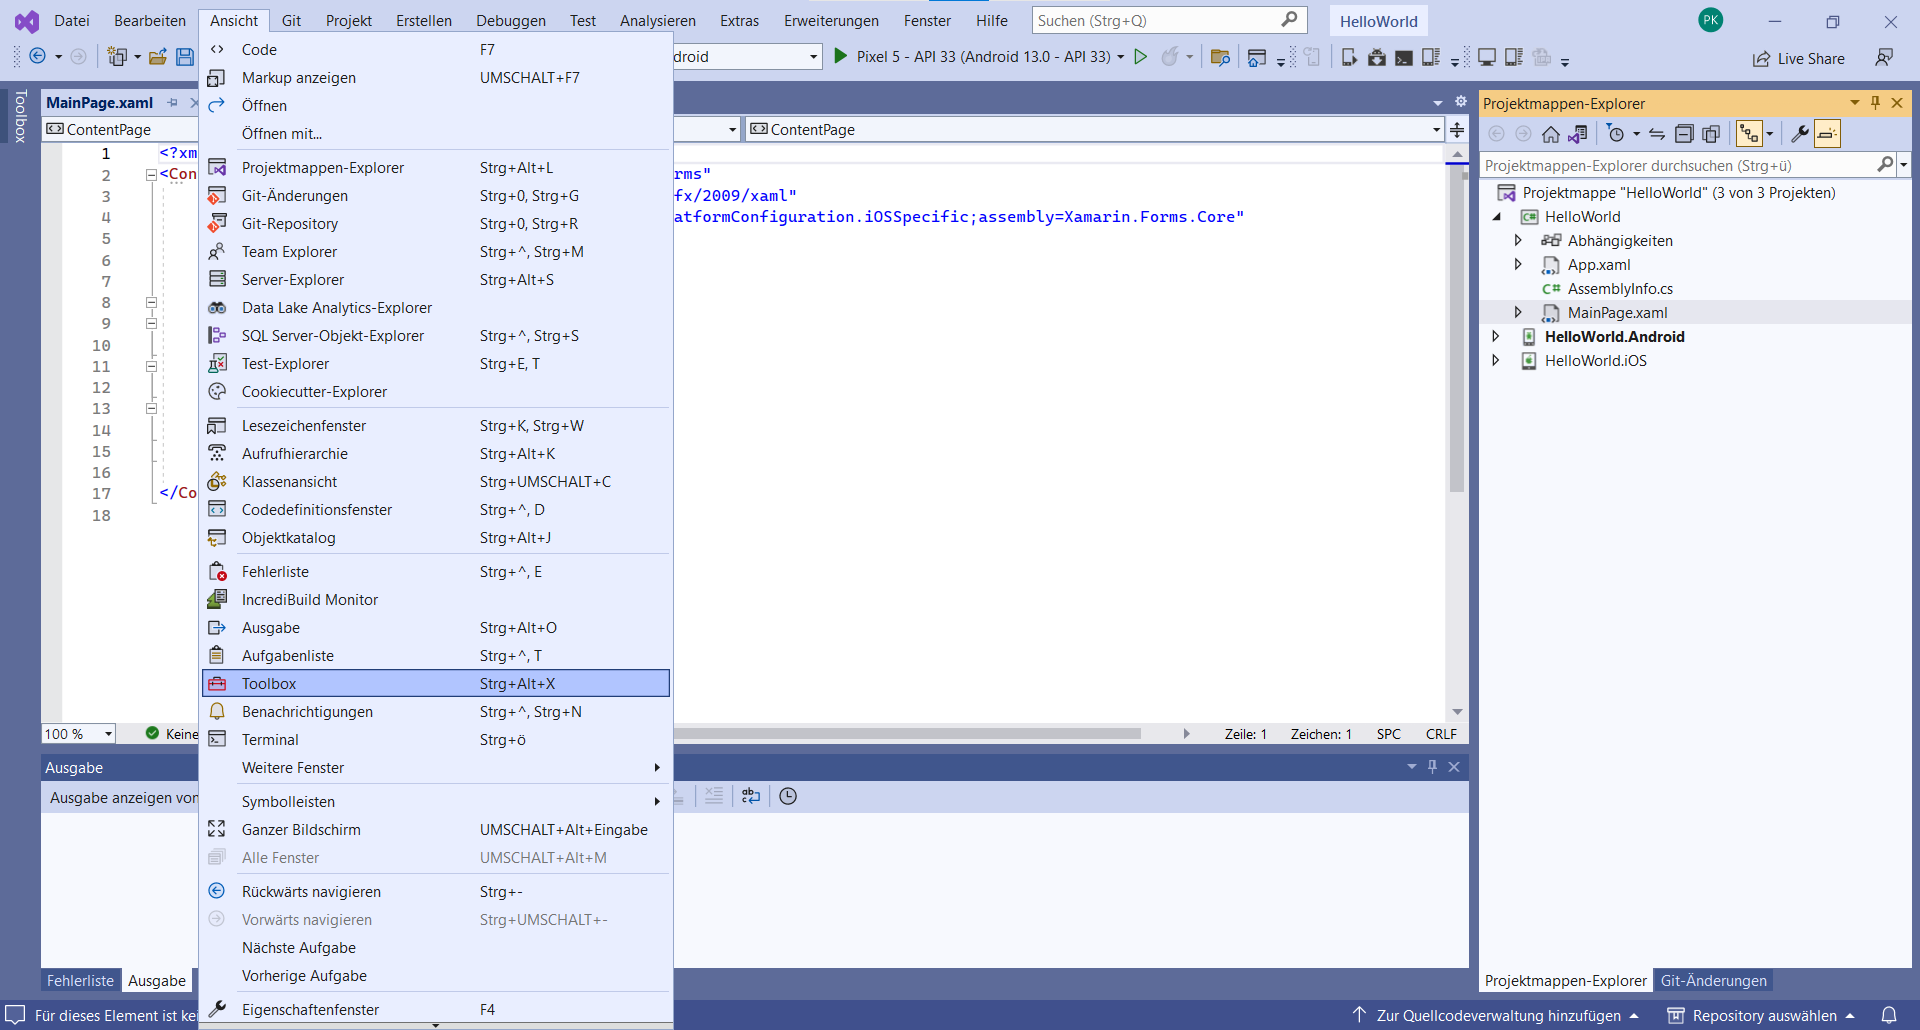 Datei Bearbeiten Ansicht Git Projekt Erstellen Debuggen Test Analysieren Extras Erweiterungen Fenster Hilfe Suchen (Strg+Q) HelloWorld PK
droid Pixel 5 - API 33 (Android 13.0 - API 33) Live Share
Toolbox
MainPage.xaml
ContentPage ContentPage
Code F7
Markup anzeigen UMSCHALT+F7
Öffnen
Öffnen mit...
Projektmappen-Explorer Strg+Alt+L
Git-Änderungen Strg+0, Strg+G
Git-Repository Strg+0, Strg+R
Team Explorer Strg+^, Strg+M
Server-Explorer Strg+Alt+S
Data Lake Analytics-Explorer
SQL Server-Objekt-Explorer Strg+^, Strg+S
Test-Explorer Strg+E, T
Cookiecutter-Explorer
Lesezeichenfenster Strg+K, Strg+W
Aufrufhierarchie Strg+Alt+K
Klassenansicht Strg+UMSCHALT+C
Codedefinitionsfenster Strg+^, D
Objektkatalog Strg+Alt+J
Fehlerliste Strg+^, E
IncrediBuild Monitor
Ausgabe Strg+Alt+O
Aufgabenliste Strg+^, T
Toolbox Strg+Alt+X
Benachrichtigungen Strg+^, Strg+N
Terminal Strg+ö
Weitere Fenster
Symbolleisten
Ganzer Bildschirm UMSCHALT+Alt+Eingabe
Alle Fenster UMSCHALT+Alt+M
Rückwärts navigieren Strg+-
Vorwärts navigieren Strg+UMSCHALT+-
Nächste Aufgabe
Vorherige Aufgabe
Eigenschaftenfenster F4
1 <?xm
2 <Con rms"
3 fx/2009/xaml"
4 atformConfiguration.iOSSpecific;assembly=Xamarin.Forms.Core"
5
6
7
8
9
10
11
12
13
14
15
16
17 </Co
18
100 % Keine Zeile: 1 Zeichen: 1 SPC CRLF
Ausgabe
Ausgabe anzeigen von
Fehlerliste Ausgabe
Projektmappen-Explorer
Projektmappen-Explorer durchsuchen (Strg+ü)
Projektmappe "HelloWorld" (3 von 3 Projekten)
HelloWorld
Abhängigkeiten
App.xaml
AssemblyInfo.cs
MainPage.xaml
HelloWorld.Android
HelloWorld.iOS
Projektmappen-Explorer Git-Änderungen
Für dieses Element ist kei Zur Quellcodeverwaltung hinzufügen Repository auswählen